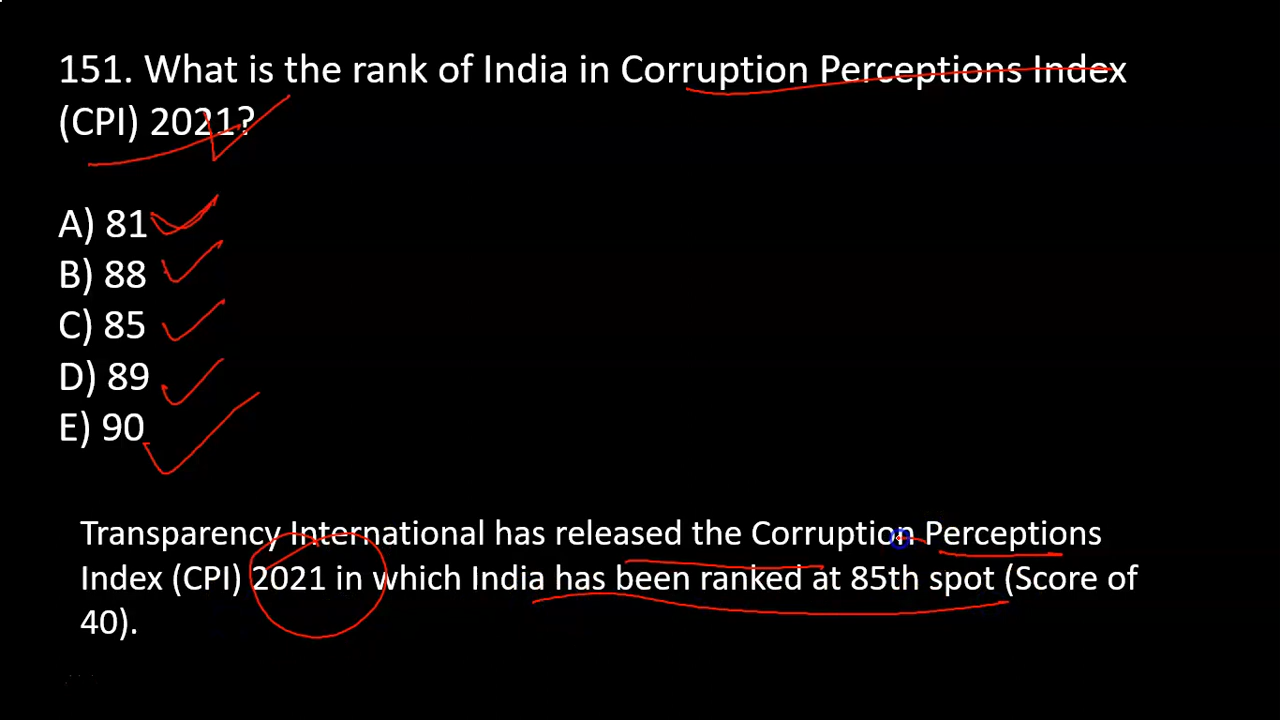 151. What is the rank of India in Corruption Perceptions Index
(CPI) 2021?
A) 81
B) 88
C) 85
D) 89
E) 90
Transparency International has released the Corruption Perceptions
Index (CPI) 2021 in which India has been ranked at 85th spot (Score of
40).